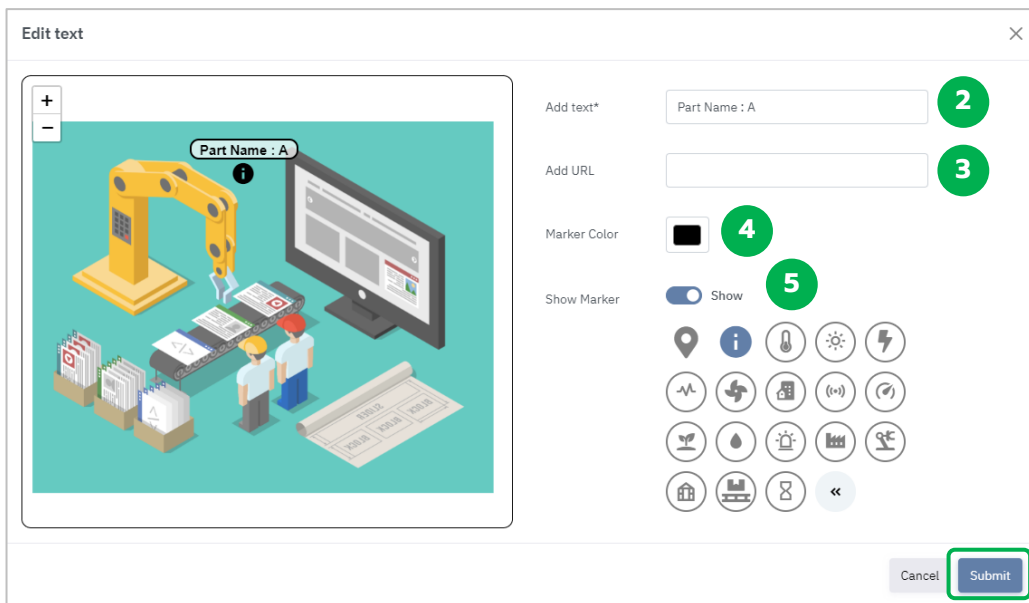 Edit text
+
−
Part Name : A
i
Add text*
Part Name : A
2
Add URL
3
Marker Color
4
Show Marker
Show
5
i
«
Cancel
Submit